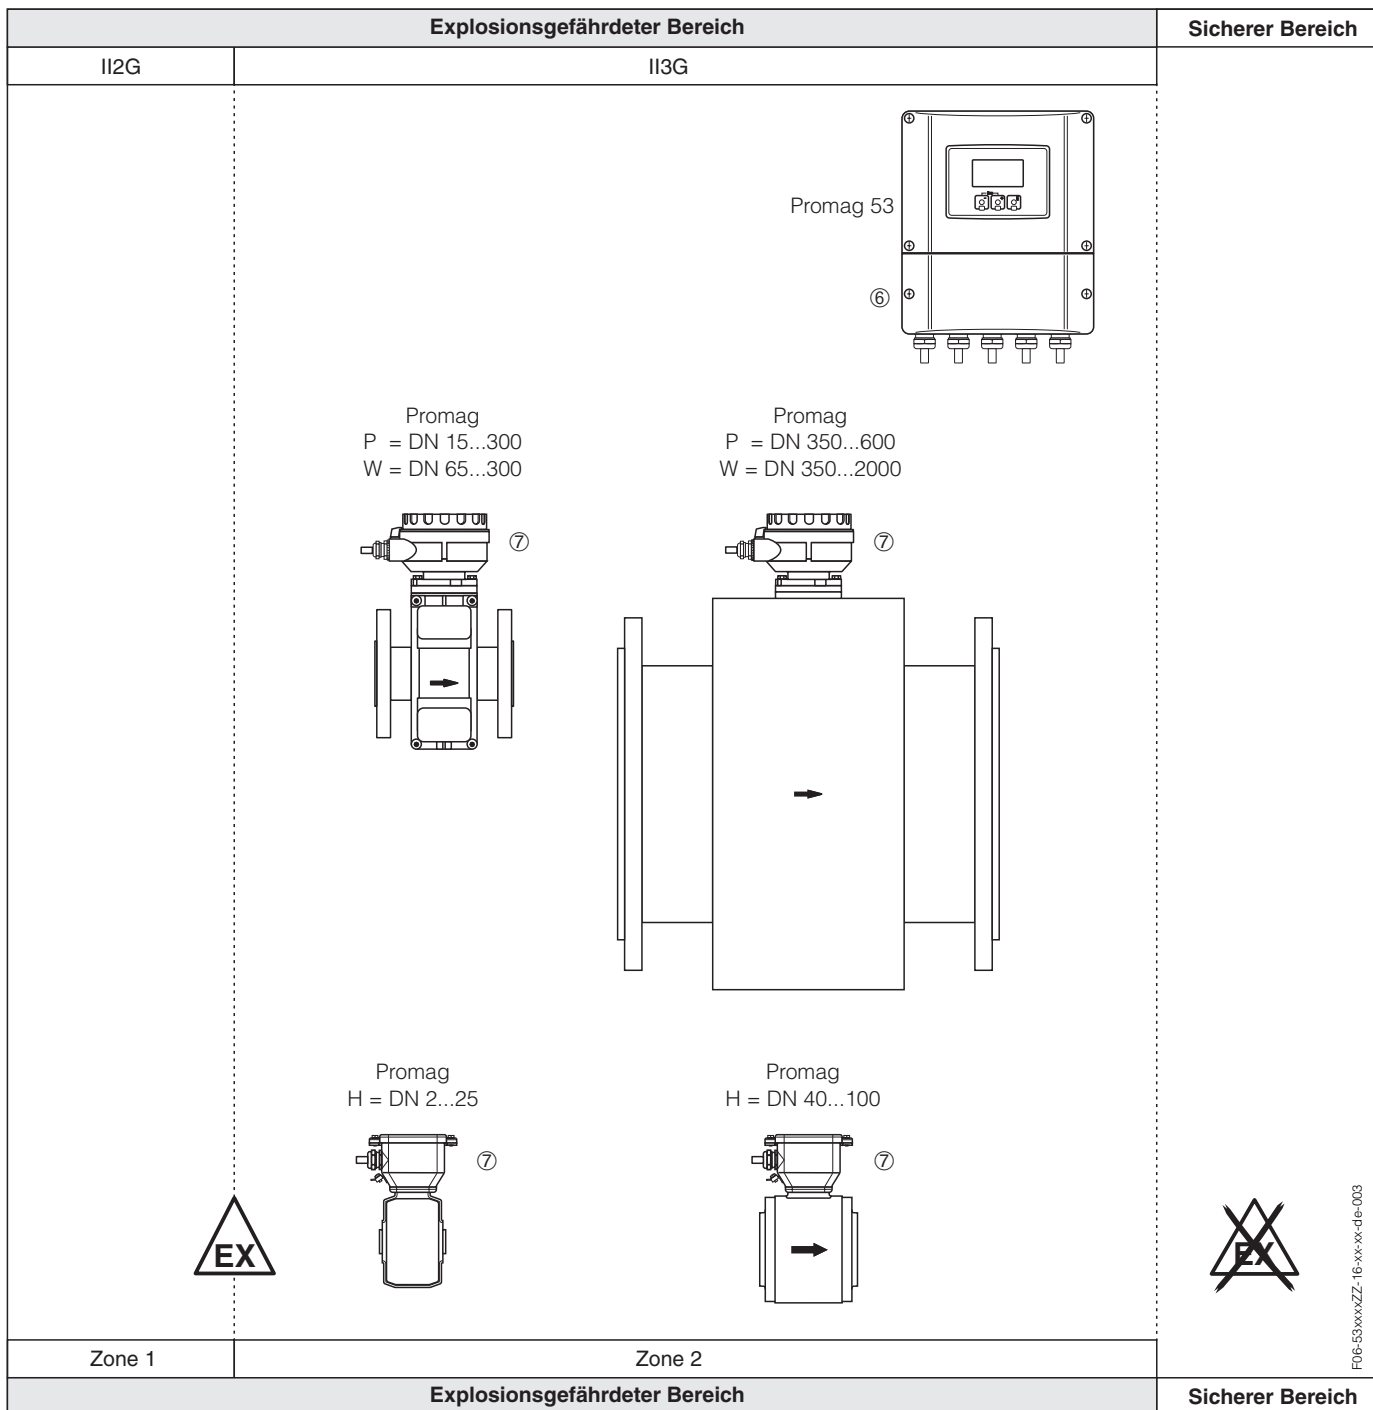 Explosionsgefährdeter Bereich
Sicherer Bereich
II2G
II3G
Promag 53
⑥
Promag
P = DN 15...300
W = DN 65...300
Promag
P = DN 350...600
W = DN 350...2000
⑦
⑦
Promag
H = DN 2...25
Promag
H = DN 40...100
⑦
⑦
EX
EX
F06-53xxxxZZ-16-xx-xx-de-003
Zone 1
Zone 2
Explosionsgefährdeter Bereich
Sicherer Bereich